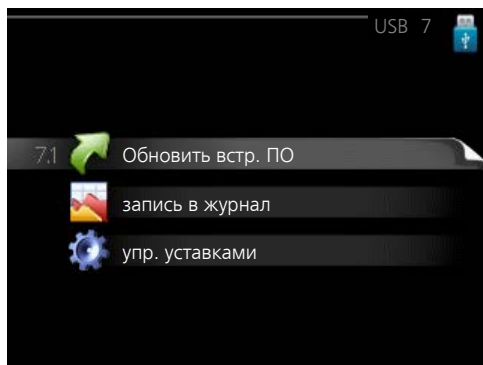 USB 7
7.1 Обновить встр. ПО
запись в журнал
упр. уставками